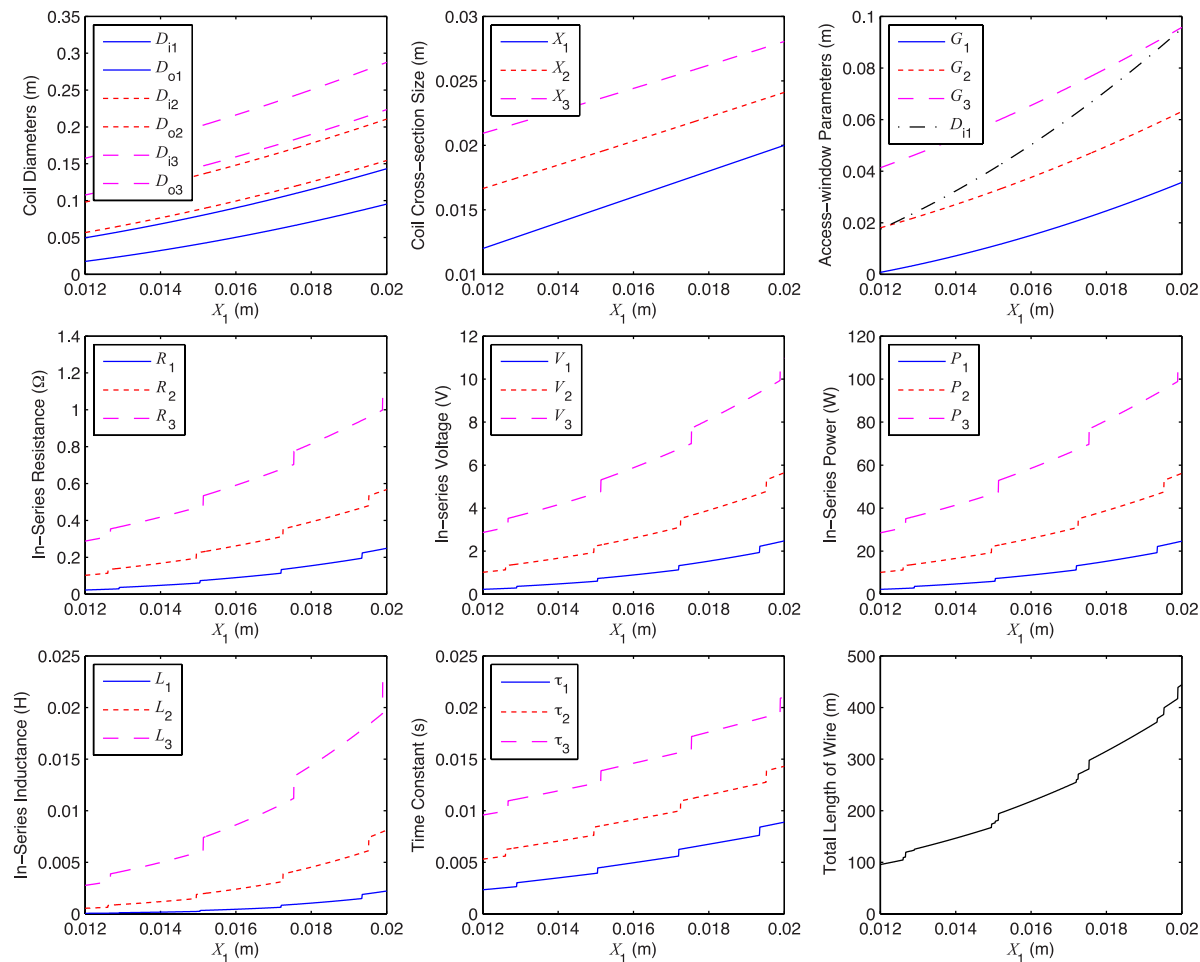 Coil Diameters (m)
0.35
0.3
0.25
0.2
0.15
0.1
0.05
0
D_i1
D_o1
D_i2
D_o2
D_i3
D_o3
0.012 0.014 0.016 0.018 0.02
X_1 (m)
Coil Cross-section Size (m)
0.03
0.025
0.02
0.015
0.01
X_1
X_2
X_3
0.012 0.014 0.016 0.018 0.02
X_1 (m)
Access-window Parameters (m)
0.1
0.08
0.06
0.04
0.02
0
G_1
G_2
G_3
D_i1
0.012 0.014 0.016 0.018 0.02
X_1 (m)
In-Series Resistance (Ω)
1.4
1.2
1
0.8
0.6
0.4
0.2
0
R_1
R_2
R_3
0.012 0.014 0.016 0.018 0.02
X_1 (m)
In-series Voltage (V)
12
10
8
6
4
2
0
V_1
V_2
V_3
0.012 0.014 0.016 0.018 0.02
X_1 (m)
In-Series Power (W)
120
100
80
60
40
20
0
P_1
P_2
P_3
0.012 0.014 0.016 0.018 0.02
X_1 (m)
In-Series Inductance (H)
0.025
0.02
0.015
0.01
0.005
0
L_1
L_2
L_3
0.012 0.014 0.016 0.018 0.02
X_1 (m)
Time Constant (s)
0.025
0.02
0.015
0.01
0.005
0
τ_1
τ_2
τ_3
0.012 0.014 0.016 0.018 0.02
X_1 (m)
Total Length of Wire (m)
500
400
300
200
100
0
0.012 0.014 0.016 0.018 0.02
X_1 (m)